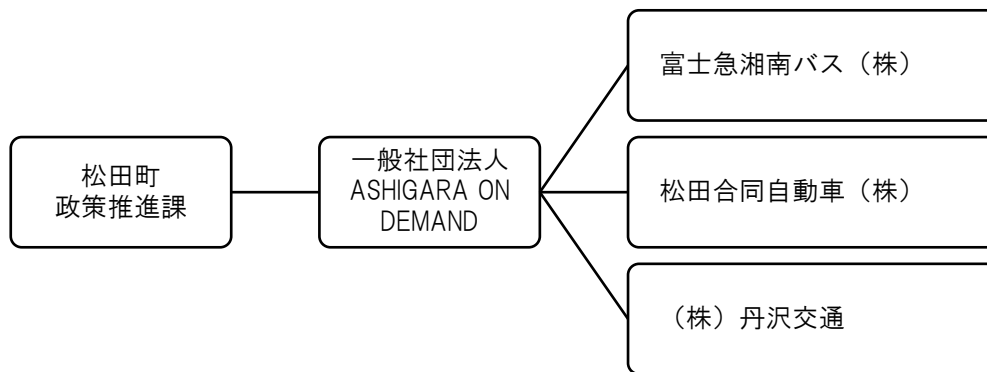 松田町
政策推進課
一般社団法人
ASHIGARA ON
DEMAND
富士急湘南バス（株）
松田合同自動車（株）
（株）丹沢交通